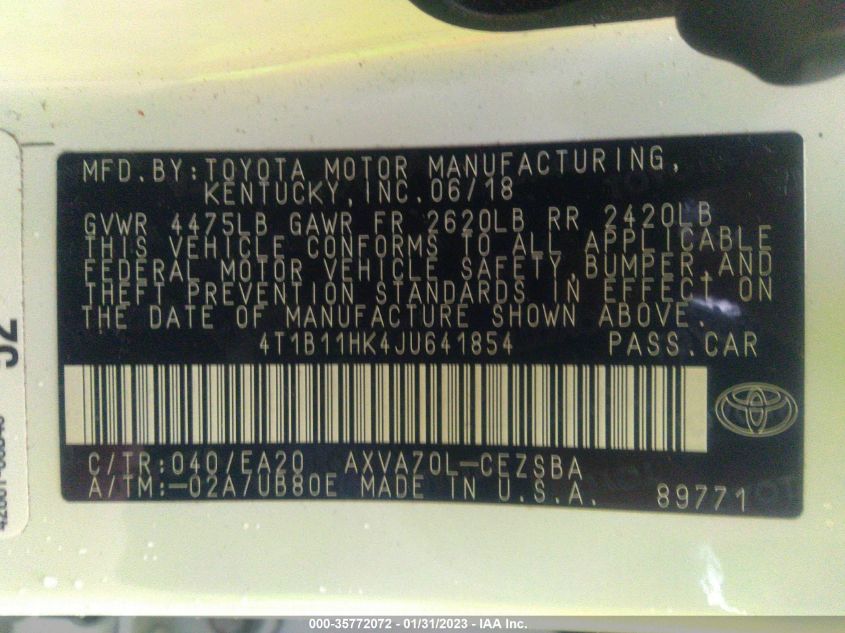 MFD.BY:TOYOTA MOTOR MANUFACTURING,
KENTUCKY,INC.06/18
GVWR 4475LB GAWR FR 2620LB RR 2420LB
THIS VEHICLE CONFORMS TO ALL APPLICABLE
FEDERAL MOTOR VEHICLE SAFETY,BUMPER,AND
THEFT PREVENTION STANDARDS IN EFFECT ON
THE DATE OF MANUFACTURE SHOWN ABOVE.
4T1B11HK4JU641854 PASS.CAR
C/TR:040/EA20 AXVA70L-CEZSBA
A/TM:-02A/UB80E MADE IN U.S.A. 89771
000-35772072 - 01/31/2023 - IAA Inc.